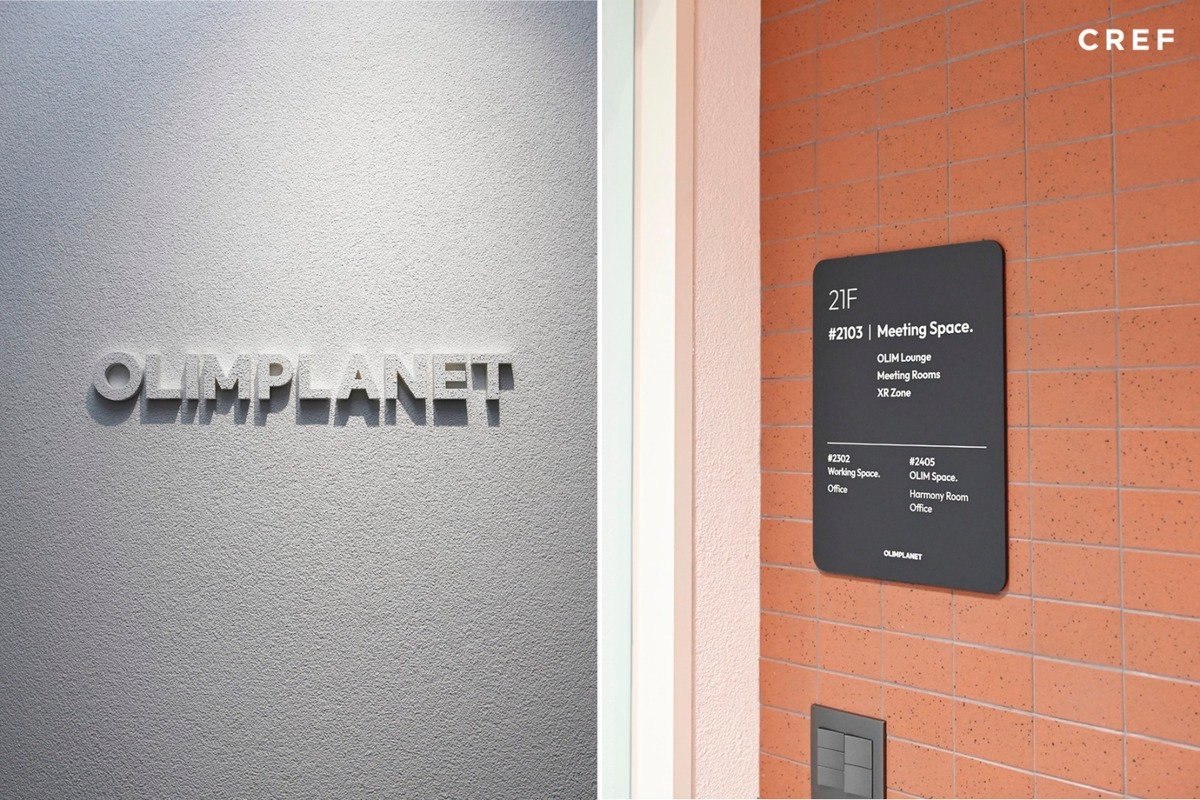 OLIMPLANET
CREF
21F
#2103 | Meeting Space.
OLIM Lounge
Meeting Rooms
XR Zone
#2302
Working Space.
Office
#2405
OLIM Space.
Harmony Room
Office
OLIMPLANET